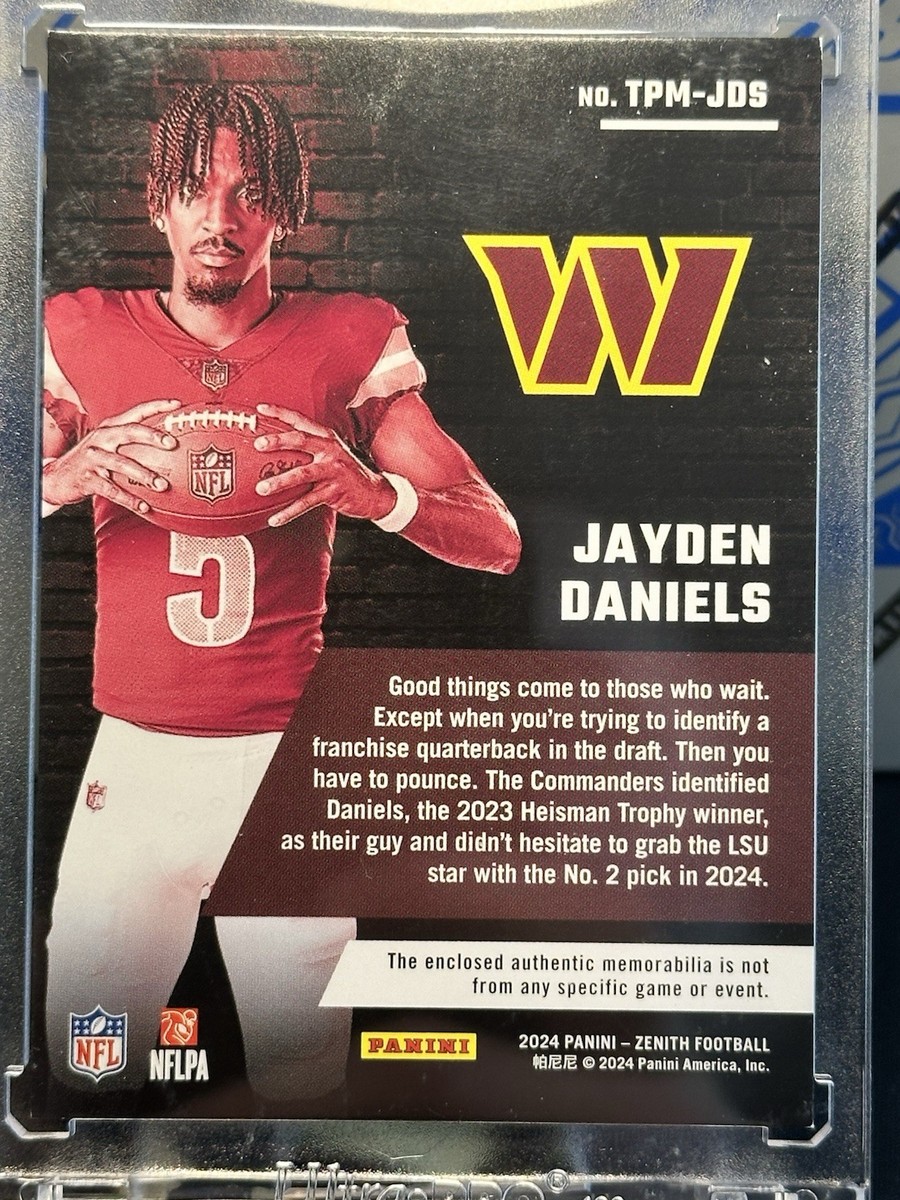 NO. TPM-JDS
W
NFL
NFL
5
JAYDEN
DANIELS
Good things come to those who wait.
Except when you're trying to identify a
franchise quarterback in the draft. Then you
have to pounce. The Commanders identified
Daniels, the 2023 Heisman Trophy winner,
as their guy and didn't hesitate to grab the LSU
star with the No. 2 pick in 2024.
The enclosed authentic memorabilia is not
from any specific game or event.
NFL
NFLPA
PANINI
2024 PANINI – ZENITH FOOTBALL
帕尼尼 © 2024 Panini America, Inc.